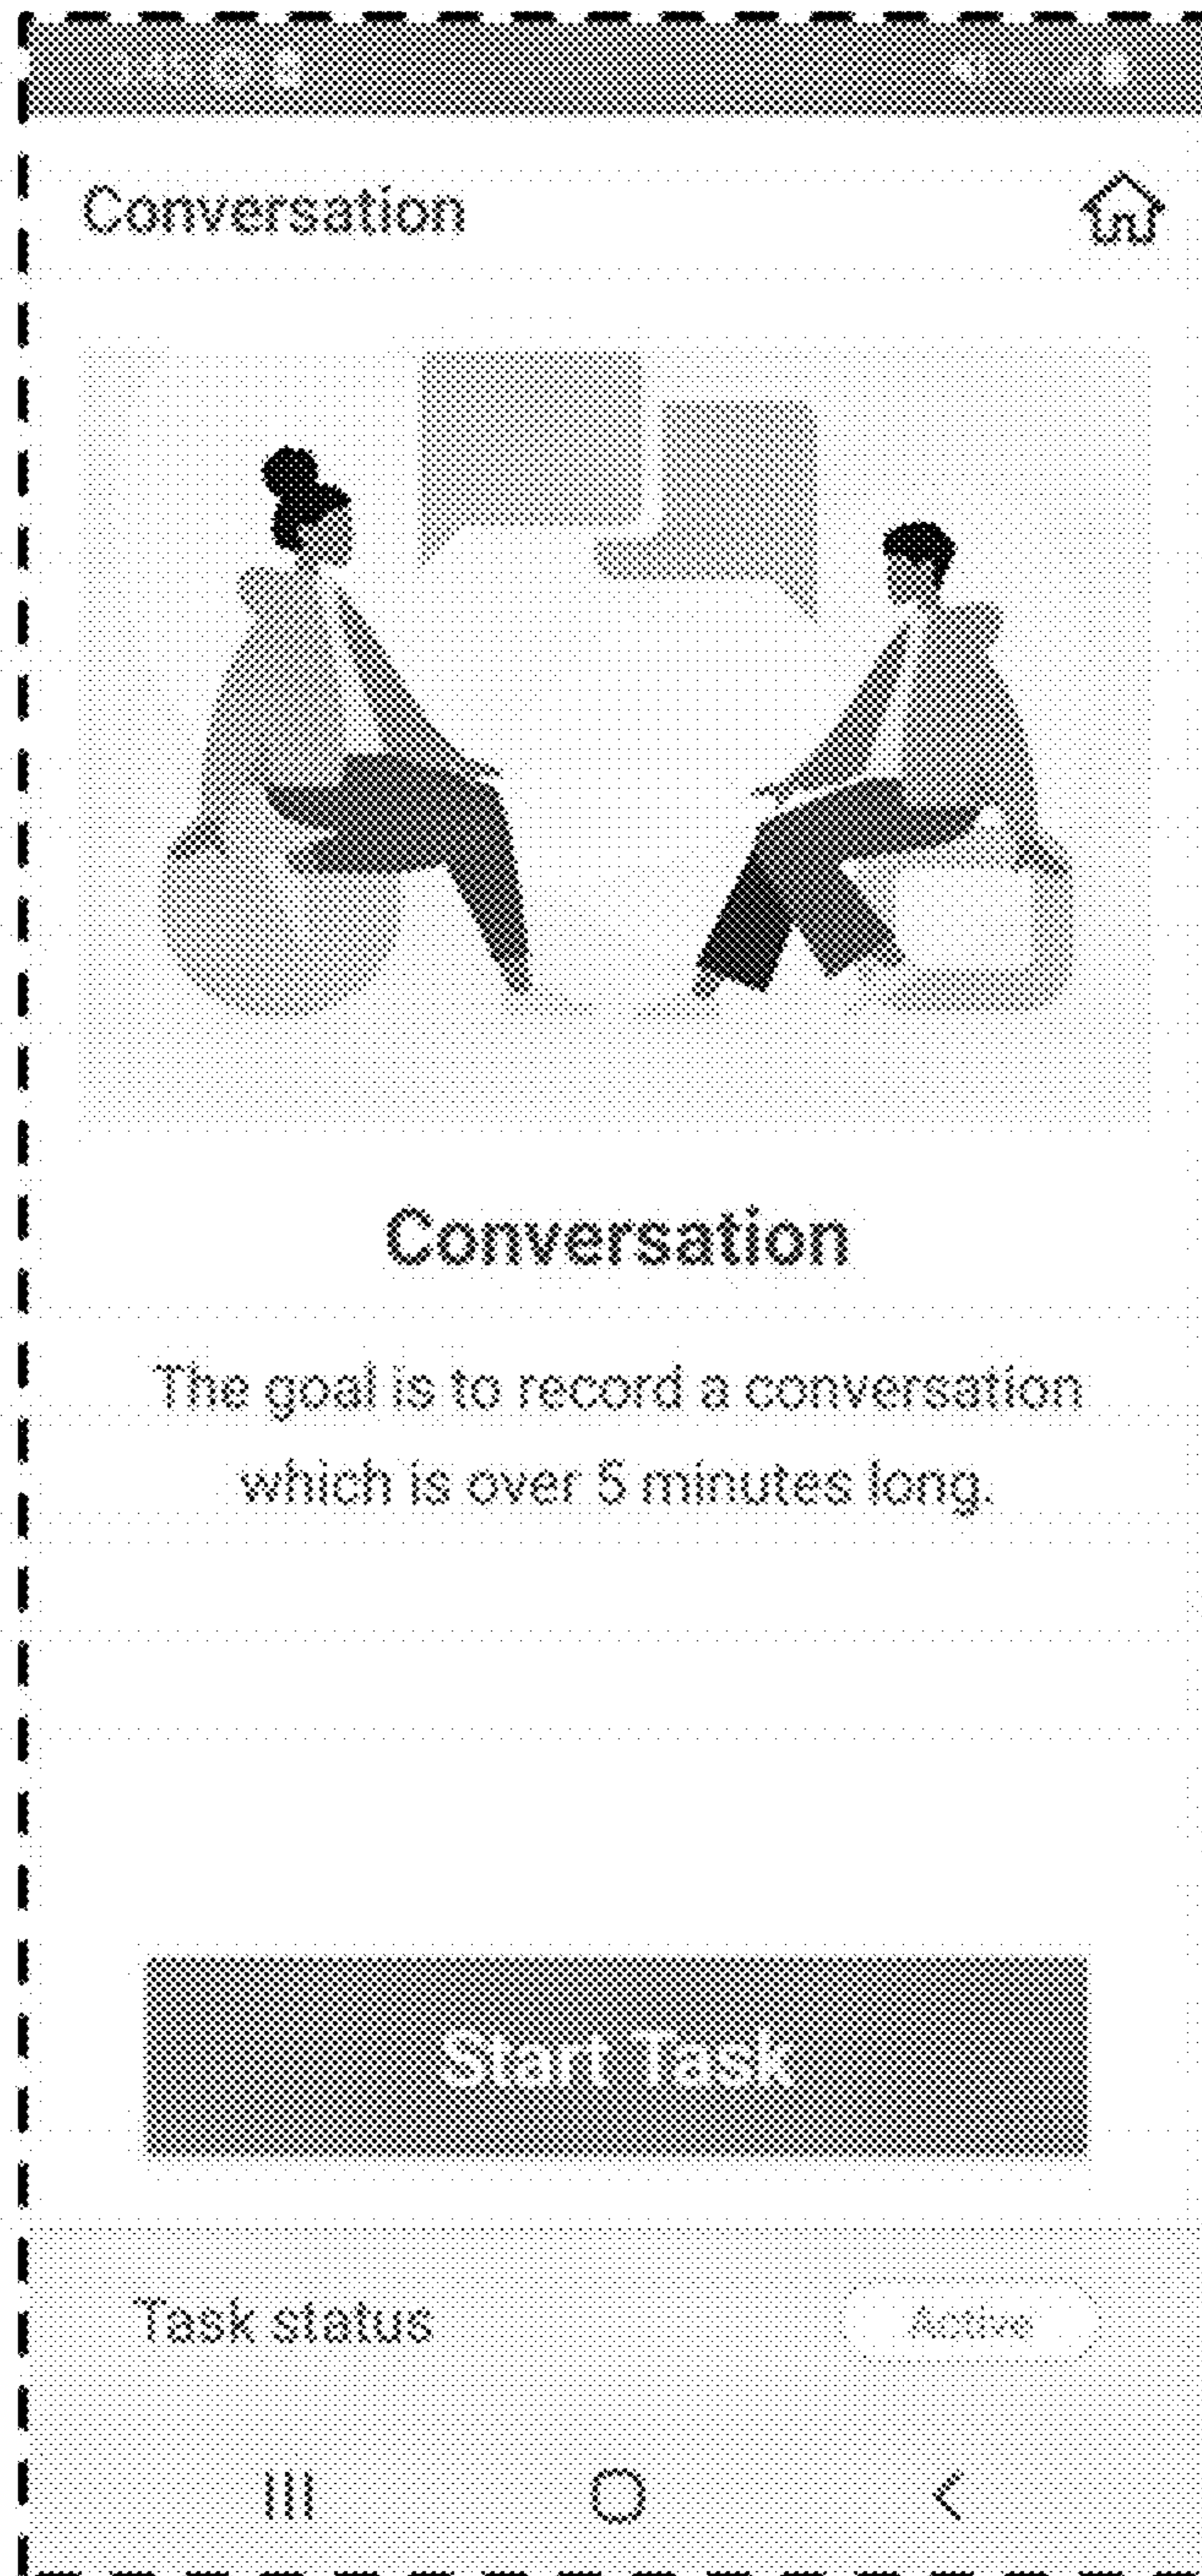 Conversation
Conversation
The goal is to record a conversation
which is over 5 minutes long.
Start Task
Task status
Active